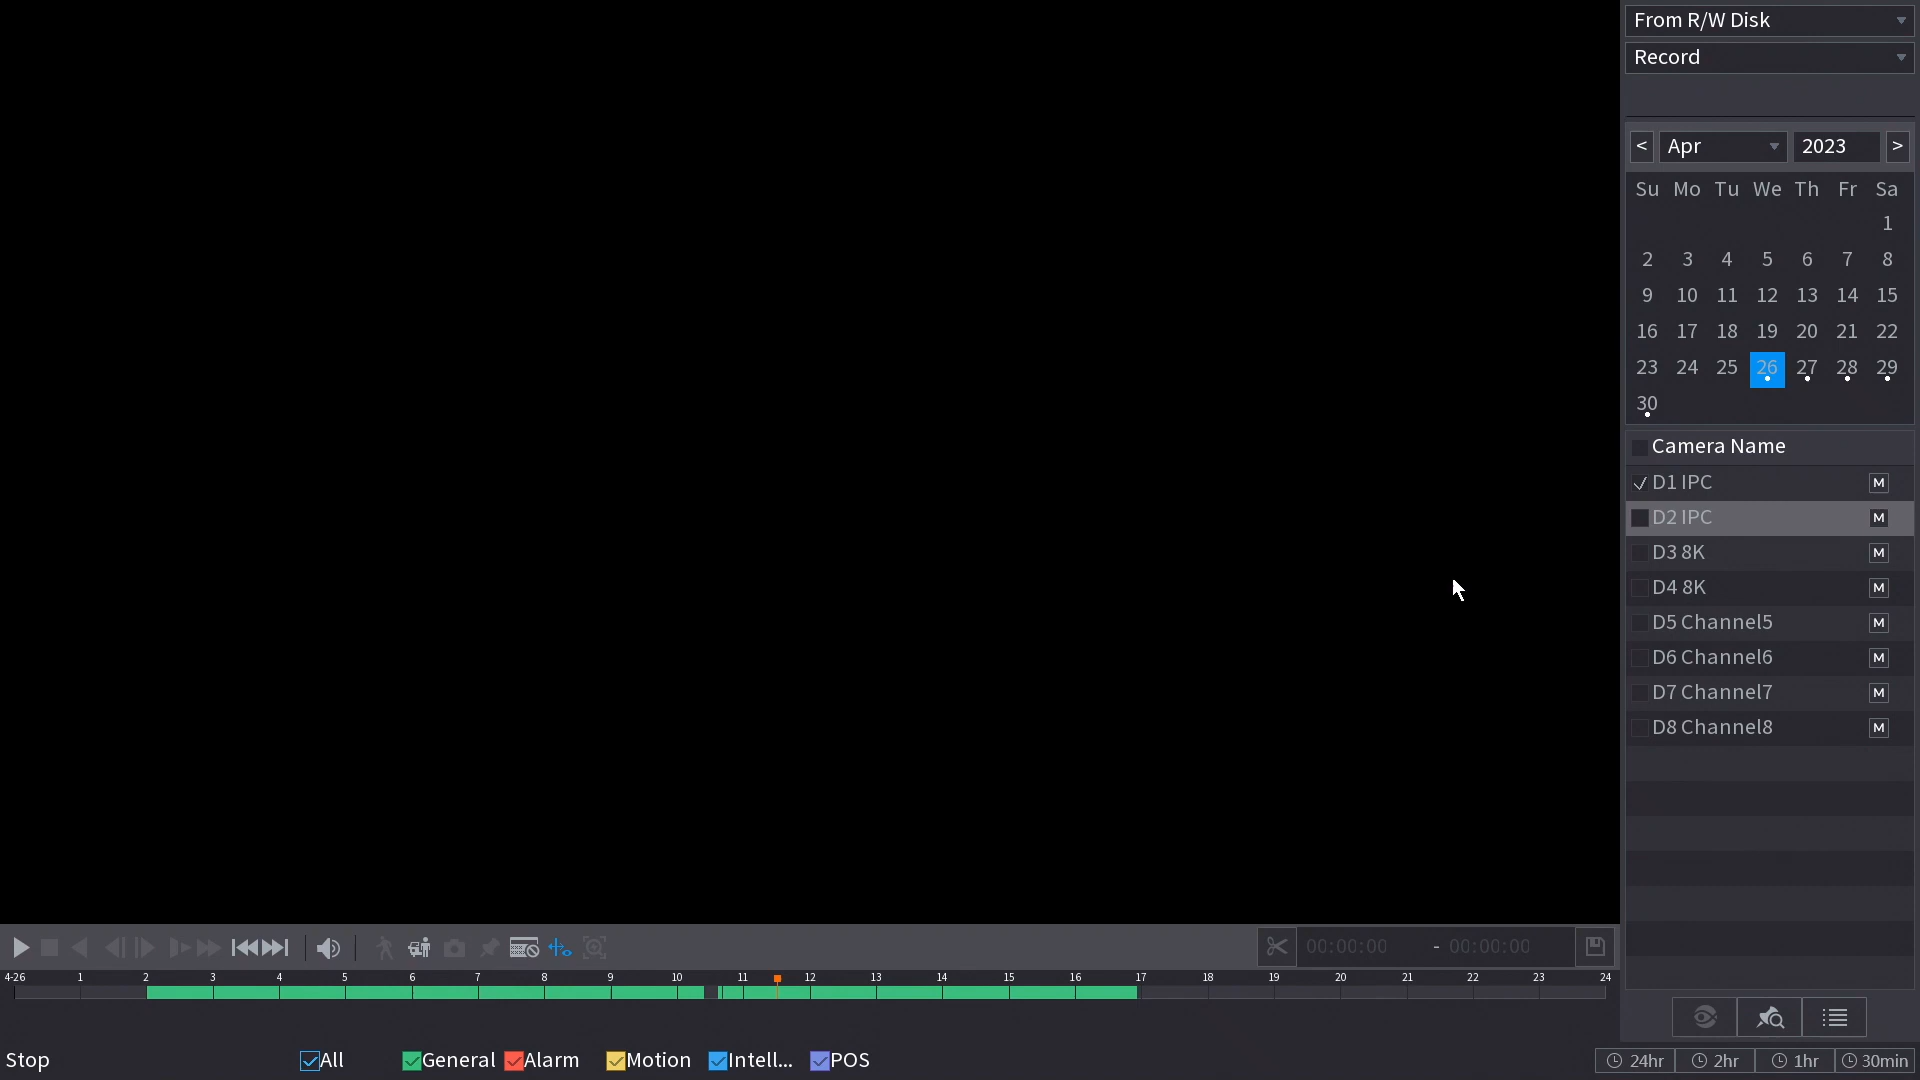 From R/W Disk
Record
< Apr 2023 >
Su Mo Tu We Th Fr Sa
1
2 3 4 5 6 7 8
9 10 11 12 13 14 15
16 17 18 19 20 21 22
23 24 25 26 27 28 29
30
Camera Name
D1 IPC M
D2 IPC M
D3 8K M
D4 8K M
D5 Channel5 M
D6 Channel6 M
D7 Channel7 M
D8 Channel8 M
00:00:00 - 00:00:00
4-26 1 2 3 4 5 6 7 8 9 10 11 12 13 14 15 16 17 18 19 20 21 22 23 24
Stop All General Alarm Motion Intell... POS 24hr 2hr 1hr 30min